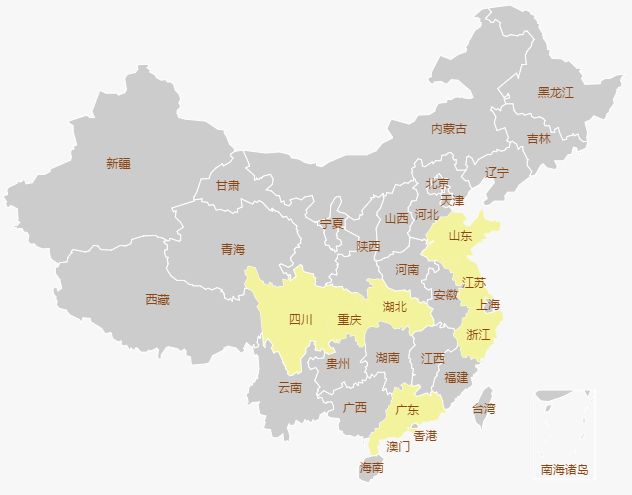 黑龙江
内蒙古
吉林
新疆
辽宁
甘肃
北京
天津
河北
山西
宁夏
山东
陕西
青海
河南
江苏
安徽
西藏
上海
湖北
四川
重庆
浙江
湖南
江西
贵州
福建
云南
广西
广东
台湾
香港
澳门
海南
南海诸岛